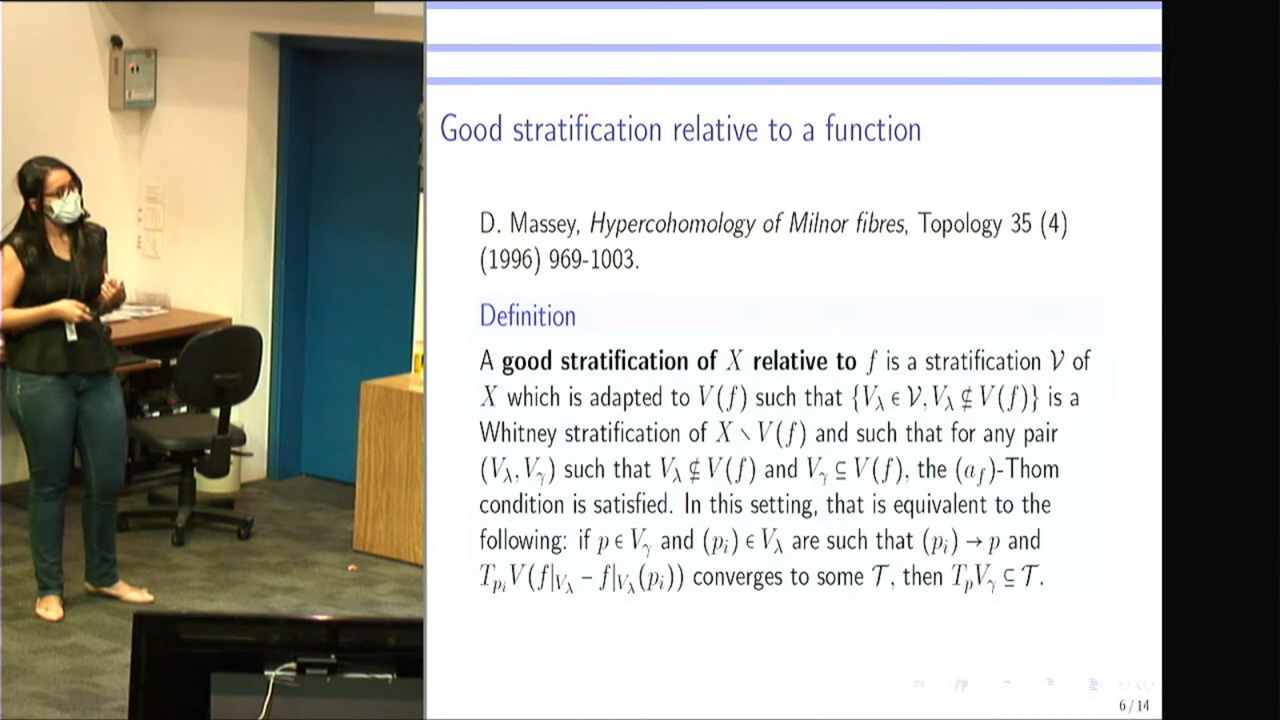 Good stratification relative to a function
D. Massey, Hypercohomology of Milnor fibres, Topology 35 (4)
(1996) 969-1003.
Definition
A good stratification of X relative to f is a stratification 𝒱 of
X which is adapted to V(f) such that {V_λ ∈ 𝒱, V_λ ⊈ V(f)} is a
Whitney stratification of X ∖ V(f) and such that for any pair
(V_λ, V_γ) such that V_λ ⊈ V(f) and V_γ ⊆ V(f), the (a_f)-Thom
condition is satisfied. In this setting, that is equivalent to the
following: if p ∈ V_γ and (p_i) ∈ V_λ are such that (p_i) → p and
T_{p_i}V(f|_{V_λ} − f|_{V_λ}(p_i)) converges to some 𝒯, then T_pV_γ ⊆ 𝒯.
6 / 14